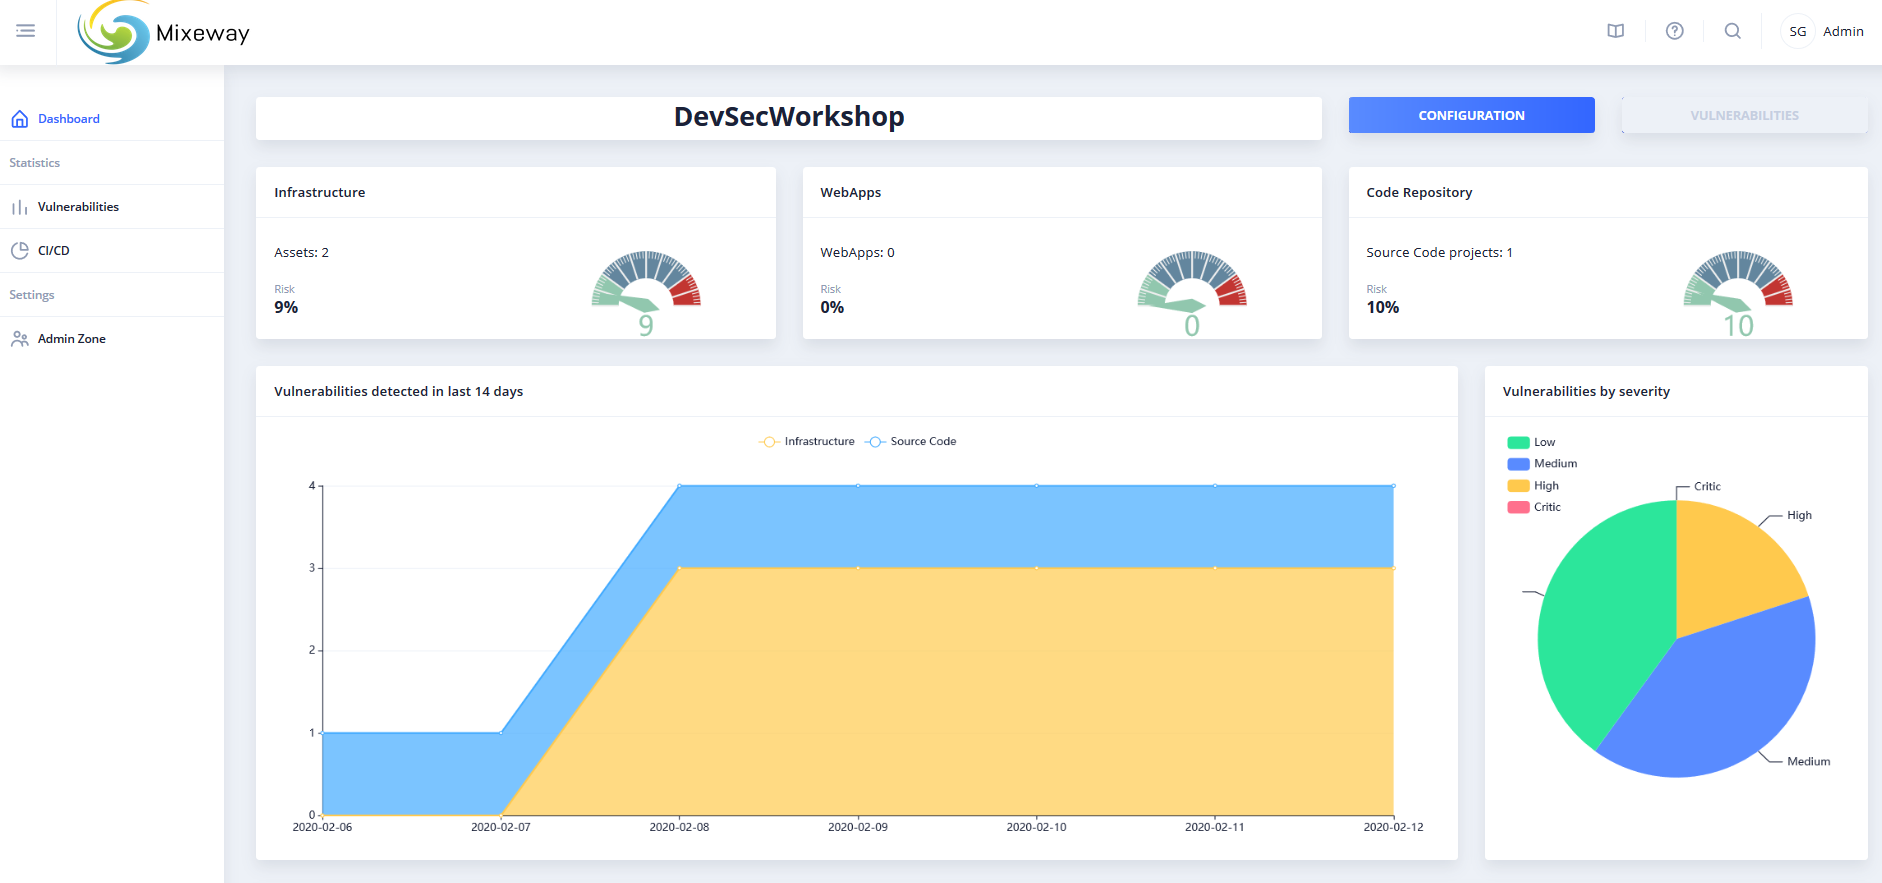 Mixeway
SG Admin
Dashboard
Statistics
Vulnerabilities
CI/CD
Settings
Admin Zone
DevSecWorkshop
CONFIGURATION
VULNERABILITIES
Infrastructure
Assets: 2
Risk
9%
9
WebApps
WebApps: 0
Risk
0%
0
Code Repository
Source Code projects: 1
Risk
10%
10
Vulnerabilities detected in last 14 days
Infrastructure Source Code
4
3
2
1
0
2020-02-06 2020-02-07 2020-02-08 2020-02-09 2020-02-10 2020-02-11 2020-02-12
Vulnerabilities by severity
Low
Medium
High
Critic
Critic
High
Medium